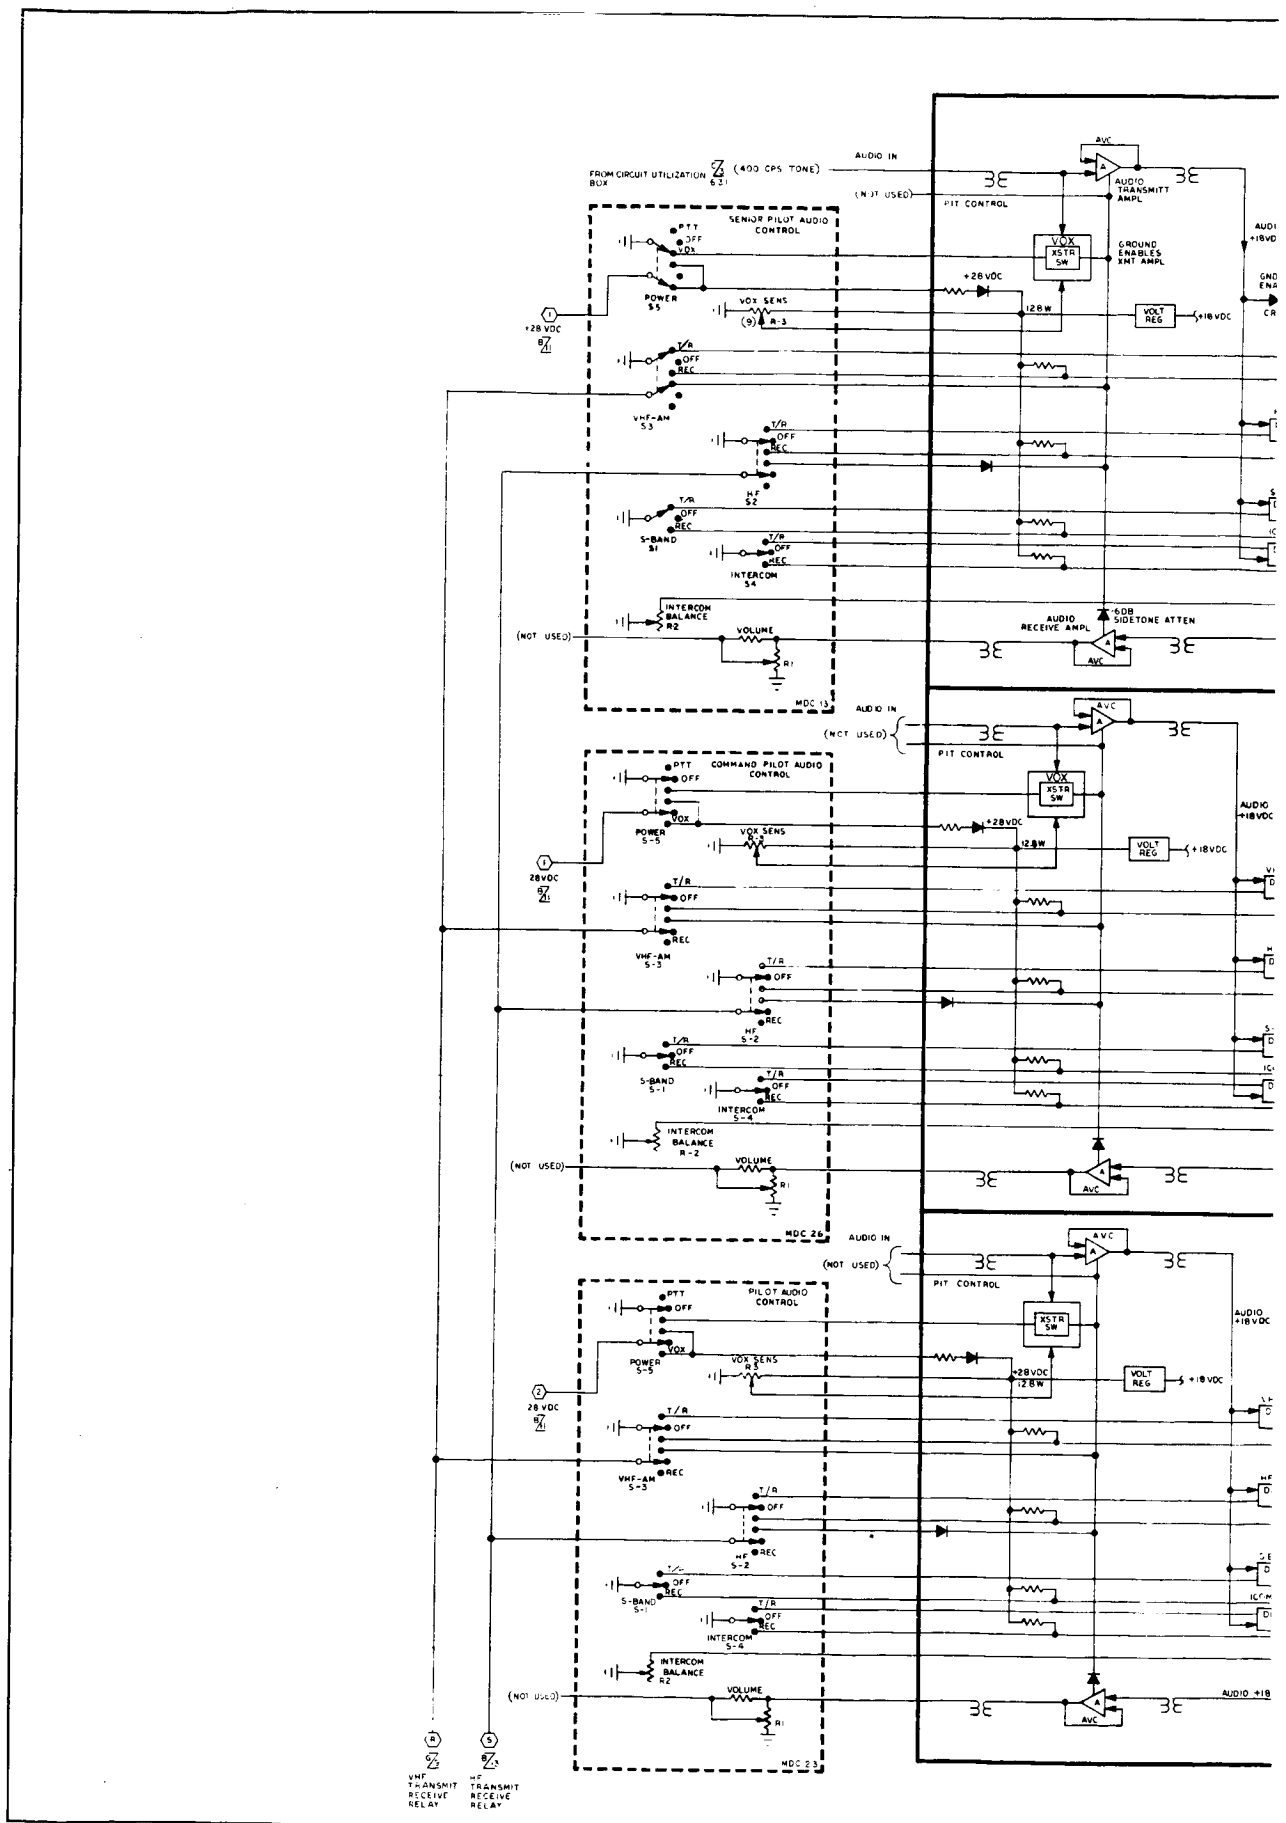 AUDIO IN
FROM CIRCUIT UTILIZATION
BOX
631
(400 CPS TONE)
(NOT USED)
PIT CONTROL
AVC
A
AUDIO
TRANSMITT
AMPL
SENIOR PILOT AUDIO
CONTROL
PTT
OFF
VOX
POWER
S5
+28 VDC
VOX
XSTR
SW
GROUND
ENABLES
XMT AMPL
1
+28 VDC
VOX SENS
(9) R-3
12.8W
VOLT
REG
+18VDC
T/R
OFF
REC
VHF-AM
S3
T/R
OFF
REC
HF
S2
T/R
OFF
REC
S-BAND
S1
T/R
OFF
REC
INTERCOM
S4
INTERCOM
BALANCE
R2
(NOT USED)
VOLUME
R1
AUDIO
RECEIVE AMPL
-6DB
SIDETONE ATTEN
A
AVC
MDC 13
AUDIO IN
(NOT USED)
PIT CONTROL
AVC
A
COMMAND PILOT AUDIO
CONTROL
PTT
OFF
VOX
POWER
S-5
VOX
XSTR
SW
+28VDC
AUDIO
+18VDC
1
28VDC
VOX SENS
R-3
12.8W
VOLT
REG
+18VDC
T/R
OFF
REC
VHF-AM
S-3
T/R
OFF
REC
HF
S-2
T/R
OFF
REC
S-BAND
S-1
T/R
OFF
REC
INTERCOM
S-4
INTERCOM
BALANCE
R-2
(NOT USED)
VOLUME
R1
A
AVC
MDC 26
AUDIO IN
(NOT USED)
PIT CONTROL
AVC
A
PILOT AUDIO
CONTROL
PTT
OFF
VOX
POWER
S-5
XSTR
SW
AUDIO
+18VDC
2
28 VDC
VOX SENS
R3
+28VDC
12.8W
VOLT
REG
+18VDC
T/R
OFF
REC
VHF-AM
S-3
T/R
OFF
REC
HF
S-2
T/R
OFF
REC
S-BAND
S-1
T/R
OFF
REC
INTERCOM
S-4
INTERCOM
BALANCE
R2
(NOT USED)
VOLUME
R1
A
AVC
AUDIO +18
MDC 23
R
VHF
TRANSMIT
RECEIVE
RELAY
S
HF
TRANSMIT
RECEIVE
RELAY